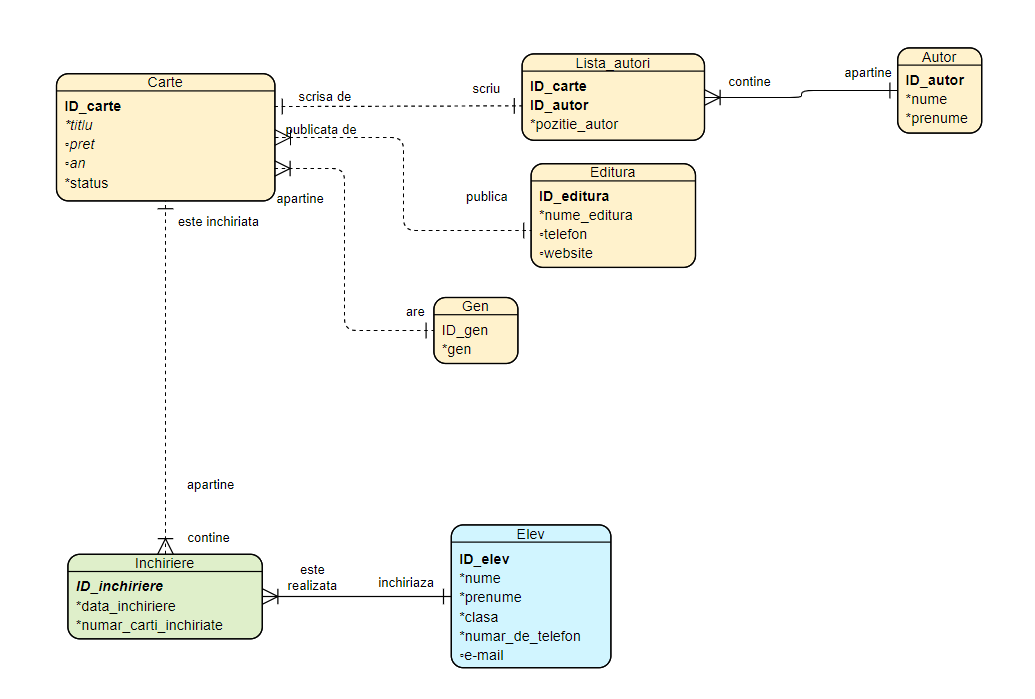 Carte
ID_carte
*titlu
◦pret
◦an
*status
scrisa de
scriu
publicata de
apartine
publica
este inchiriata
are
Lista_autori
ID_carte
ID_autor
*pozitie_autor
contine
apartine
Autor
ID_autor
*nume
*prenume
Editura
ID_editura
*nume_editura
◦telefon
◦website
Gen
ID_gen
*gen
apartine
contine
Inchiriere
ID_inchiriere
*data_inchiriere
*numar_carti_inchiriate
este
realizata
inchiriaza
Elev
ID_elev
*nume
*prenume
*clasa
*numar_de_telefon
◦e-mail